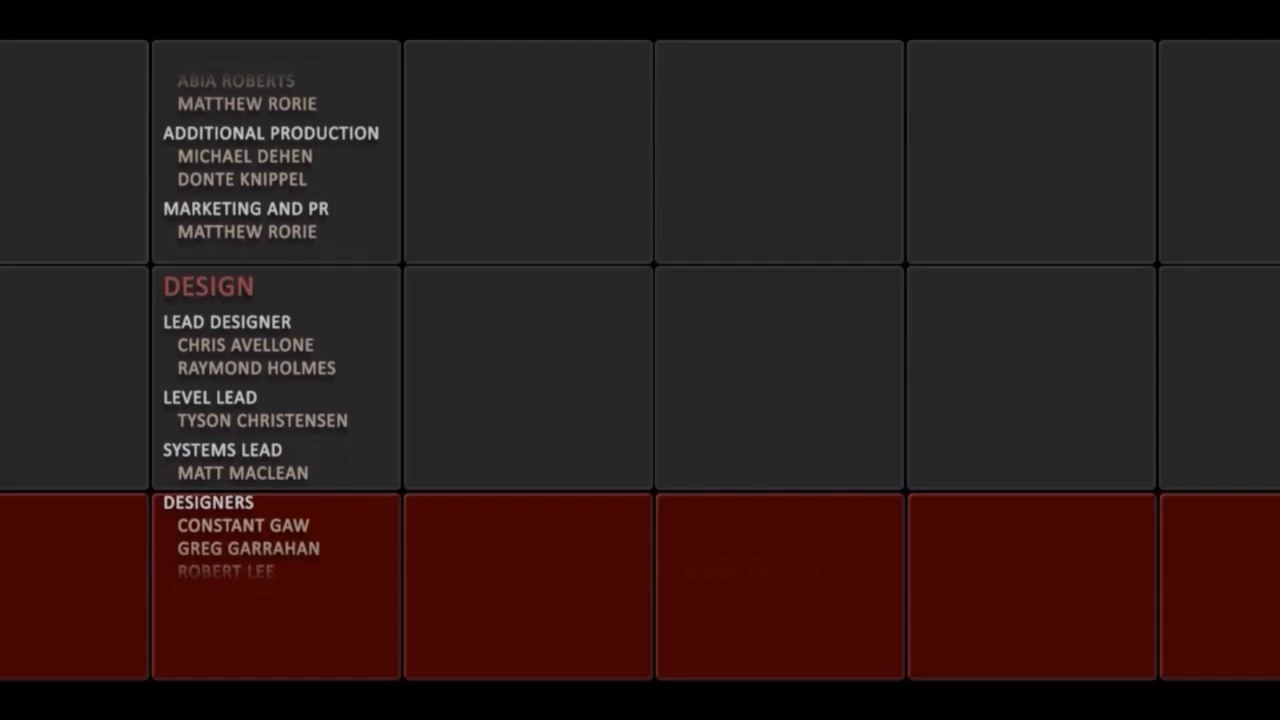 ABIA ROBERTS
MATTHEW RORIE
ADDITIONAL PRODUCTION
MICHAEL DEHEN
DONTE KNIPPEL
MARKETING AND PR
MATTHEW RORIE
DESIGN
LEAD DESIGNER
CHRIS AVELLONE
RAYMOND HOLMES
LEVEL LEAD
TYSON CHRISTENSEN
SYSTEMS LEAD
MATT MACLEAN
DESIGNERS
CONSTANT GAW
GREG GARRAHAN
ROBERT LEE